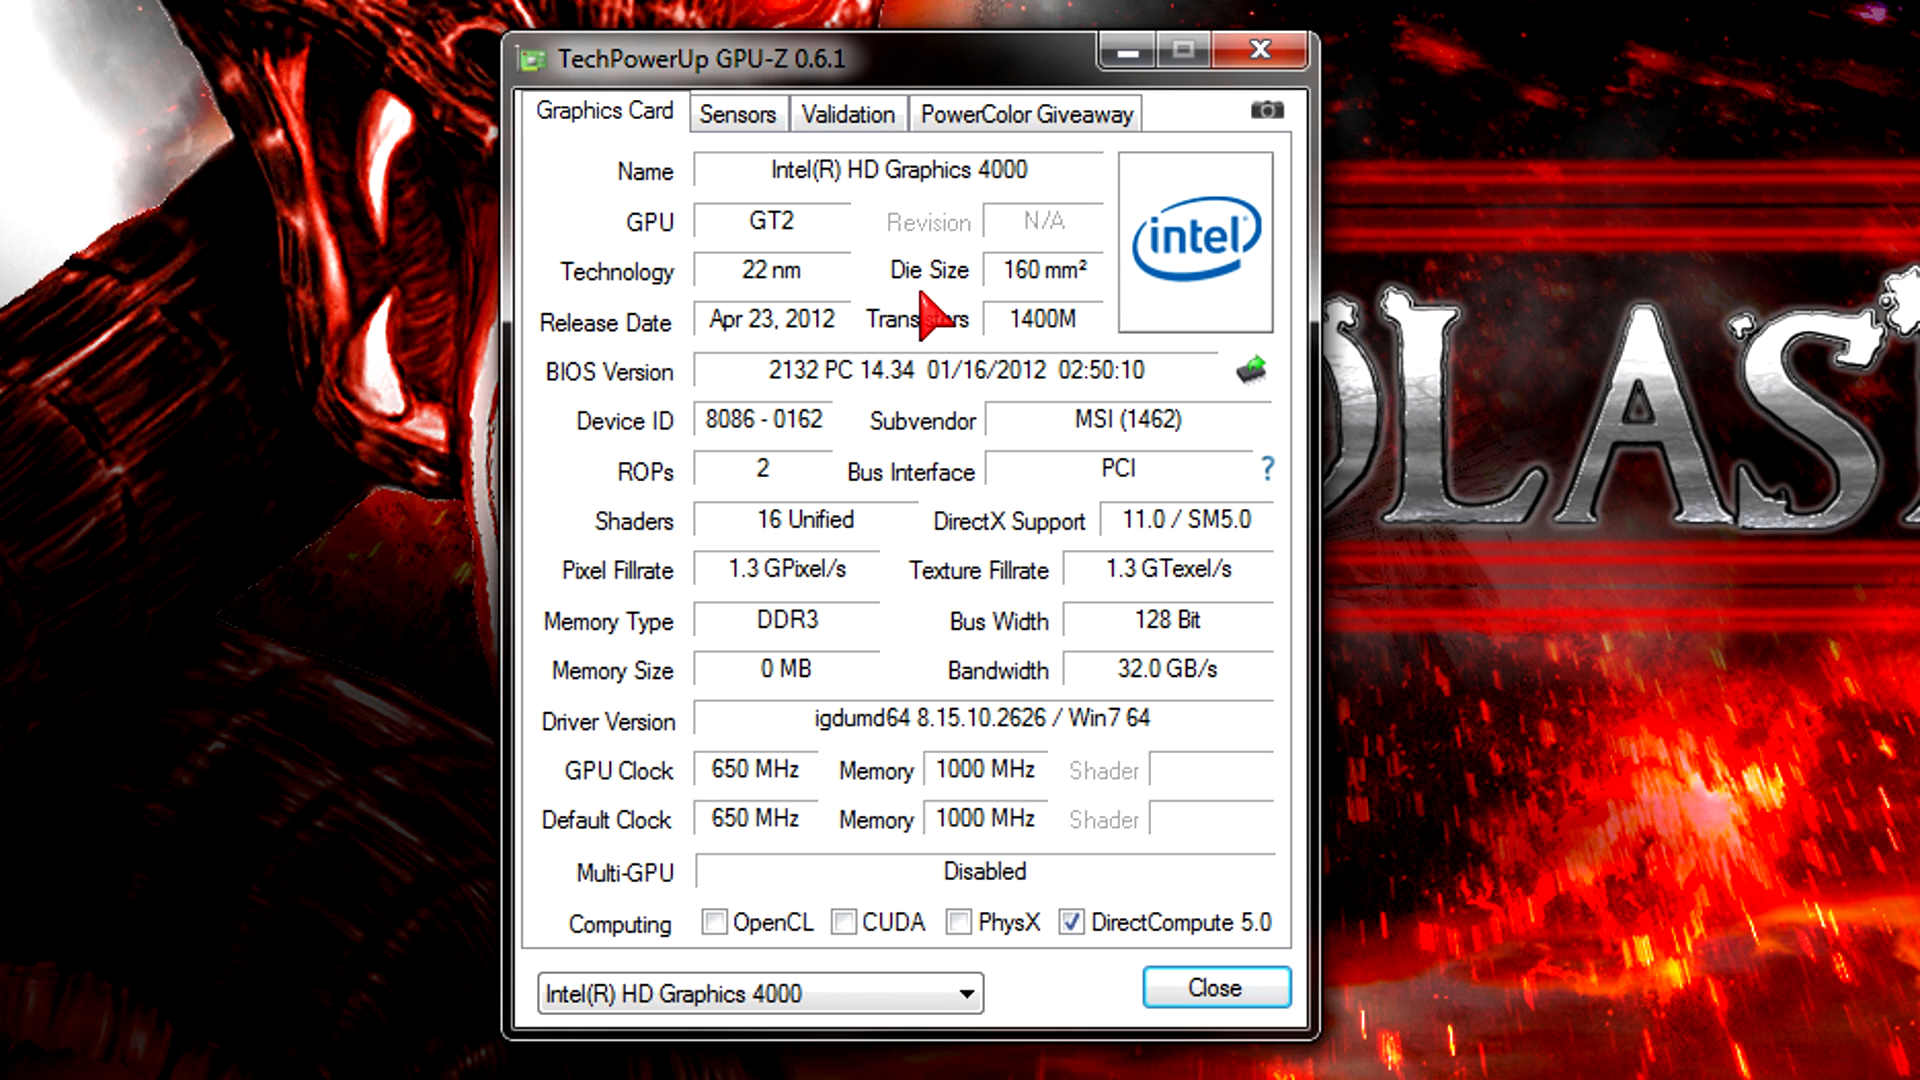 TechPowerUp GPU-Z 0.6.1
Graphics Card Sensors Validation PowerColor Giveaway
Name Intel(R) HD Graphics 4000
intel
GPU GT2 Revision N/A
Technology 22 nm Die Size 160 mm²
Release Date Apr 23, 2012 Transistors 1400M
BIOS Version 2132 PC 14.34 01/16/2012 02:50:10
Device ID 8086 - 0162 Subvendor MSI (1462)
ROPs 2 Bus Interface PCI ?
Shaders 16 Unified DirectX Support 11.0 / SM5.0
Pixel Fillrate 1.3 GPixel/s Texture Fillrate 1.3 GTexel/s
Memory Type DDR3 Bus Width 128 Bit
Memory Size 0 MB Bandwidth 32.0 GB/s
Driver Version igdumd64 8.15.10.2626 / Win7 64
GPU Clock 650 MHz Memory 1000 MHz Shader
Default Clock 650 MHz Memory 1000 MHz Shader
Multi-GPU Disabled
Computing OpenCL CUDA PhysX DirectCompute 5.0
Intel(R) HD Graphics 4000 Close